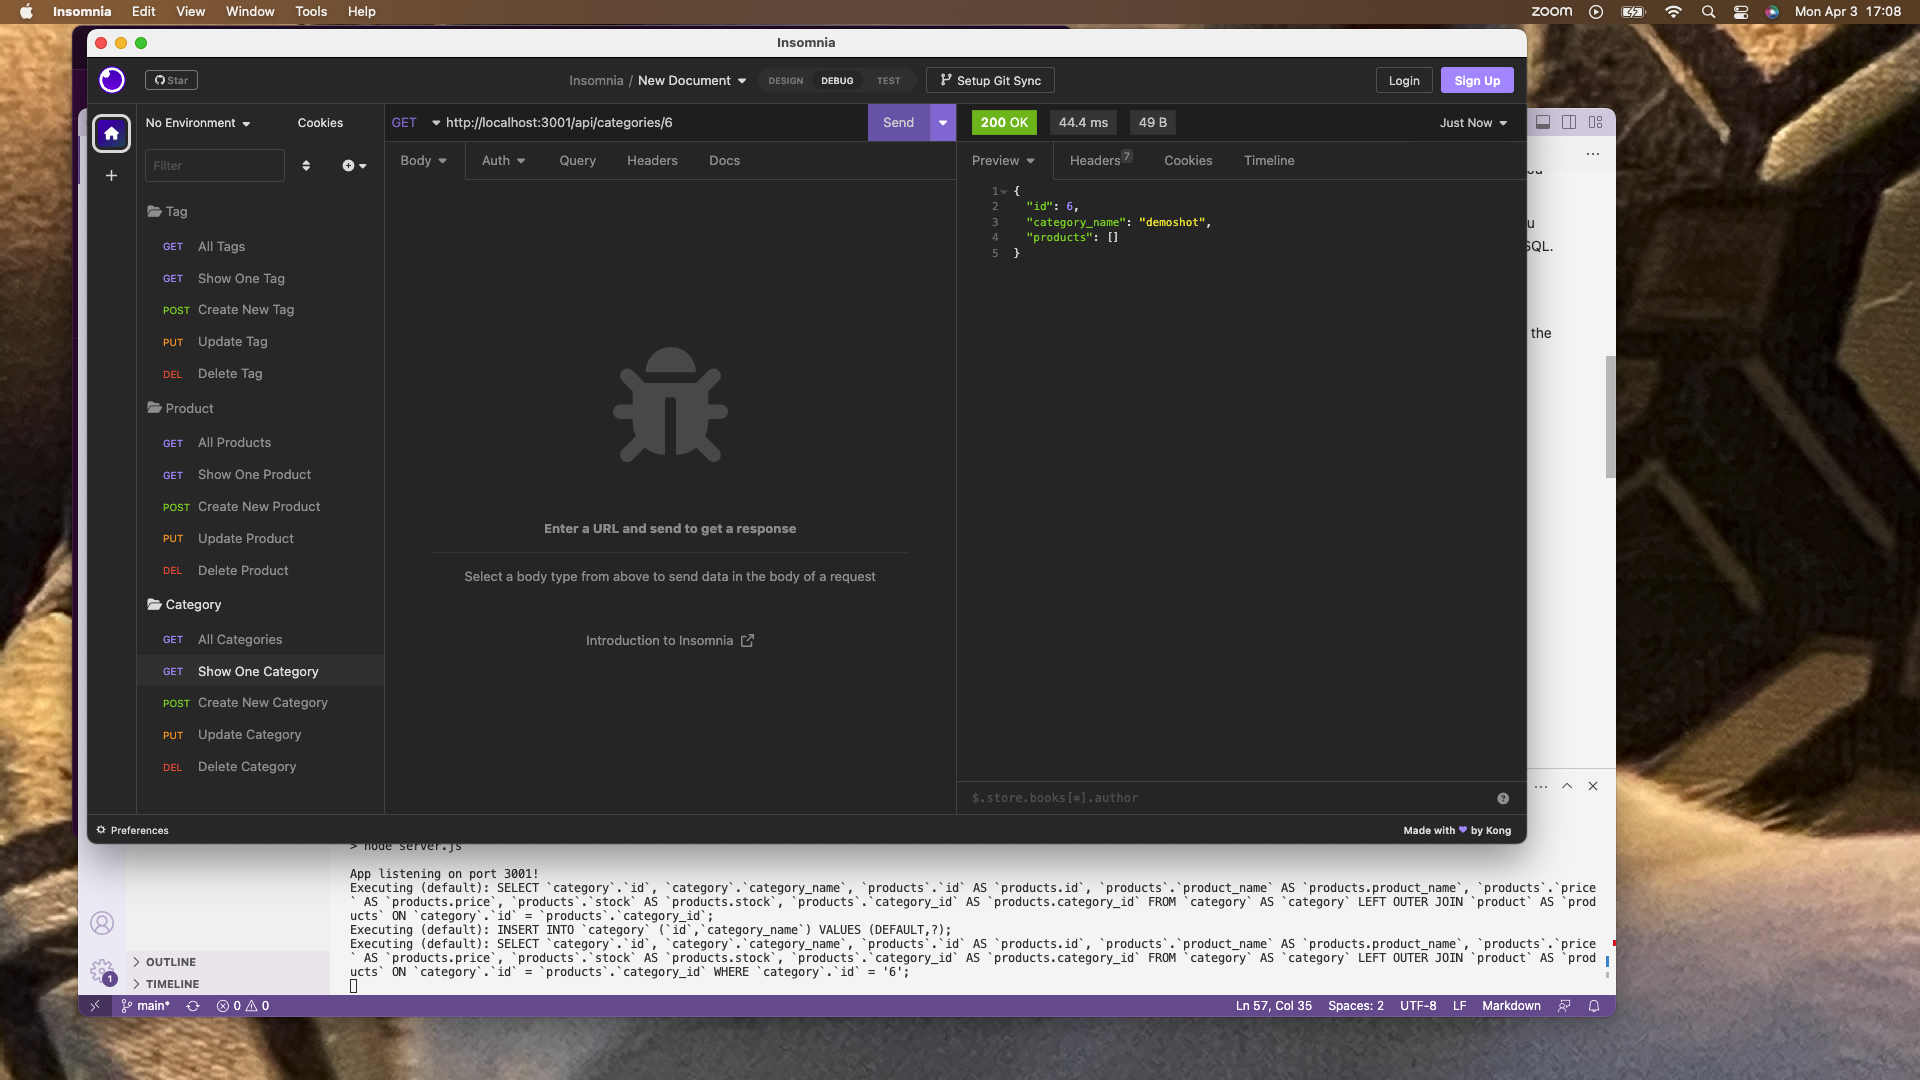 Insomnia Edit View Window Tools Help
zoom Mon Apr 3 17:08
Insomnia
Star
Insomnia / New Document
DESIGN DEBUG TEST
Setup Git Sync
Login Sign Up
No Environment Cookies
GET http://localhost:3001/api/categories/6 Send
200 OK 44.4 ms 49 B Just Now
Filter
Body Auth Query Headers Docs
Preview Headers 7 Cookies Timeline
Tag
GET All Tags
GET Show One Tag
POST Create New Tag
PUT Update Tag
DEL Delete Tag
Product
GET All Products
GET Show One Product
POST Create New Product
PUT Update Product
DEL Delete Product
Category
GET All Categories
GET Show One Category
POST Create New Category
PUT Update Category
DEL Delete Category
Enter a URL and send to get a response
Select a body type from above to send data in the body of a request
Introduction to Insomnia
1 {
2 "id": 6,
3 "category_name": "demoshot",
4 "products": []
5 }
$.store.books[*].author
Preferences
Made with ♥ by Kong
SQL.
the
> node server.js
App listening on port 3001!
Executing (default): SELECT `category`.`id`, `category`.`category_name`, `products`.`id` AS `products.id`, `products`.`product_name` AS `products.product_name`, `products`.`price
` AS `products.price`, `products`.`stock` AS `products.stock`, `products`.`category_id` AS `products.category_id` FROM `category` AS `category` LEFT OUTER JOIN `product` AS `prod
ucts` ON `category`.`id` = `products`.`category_id`;
Executing (default): INSERT INTO `category` (`id`,`category_name`) VALUES (DEFAULT,?);
Executing (default): SELECT `category`.`id`, `category`.`category_name`, `products`.`id` AS `products.id`, `products`.`product_name` AS `products.product_name`, `products`.`price
` AS `products.price`, `products`.`stock` AS `products.stock`, `products`.`category_id` AS `products.category_id` FROM `category` AS `category` LEFT OUTER JOIN `product` AS `prod
ucts` ON `category`.`id` = `products`.`category_id` WHERE `category`.`id` = '6';
OUTLINE
TIMELINE
1
main* 0 0
Ln 57, Col 35 Spaces: 2 UTF-8 LF Markdown